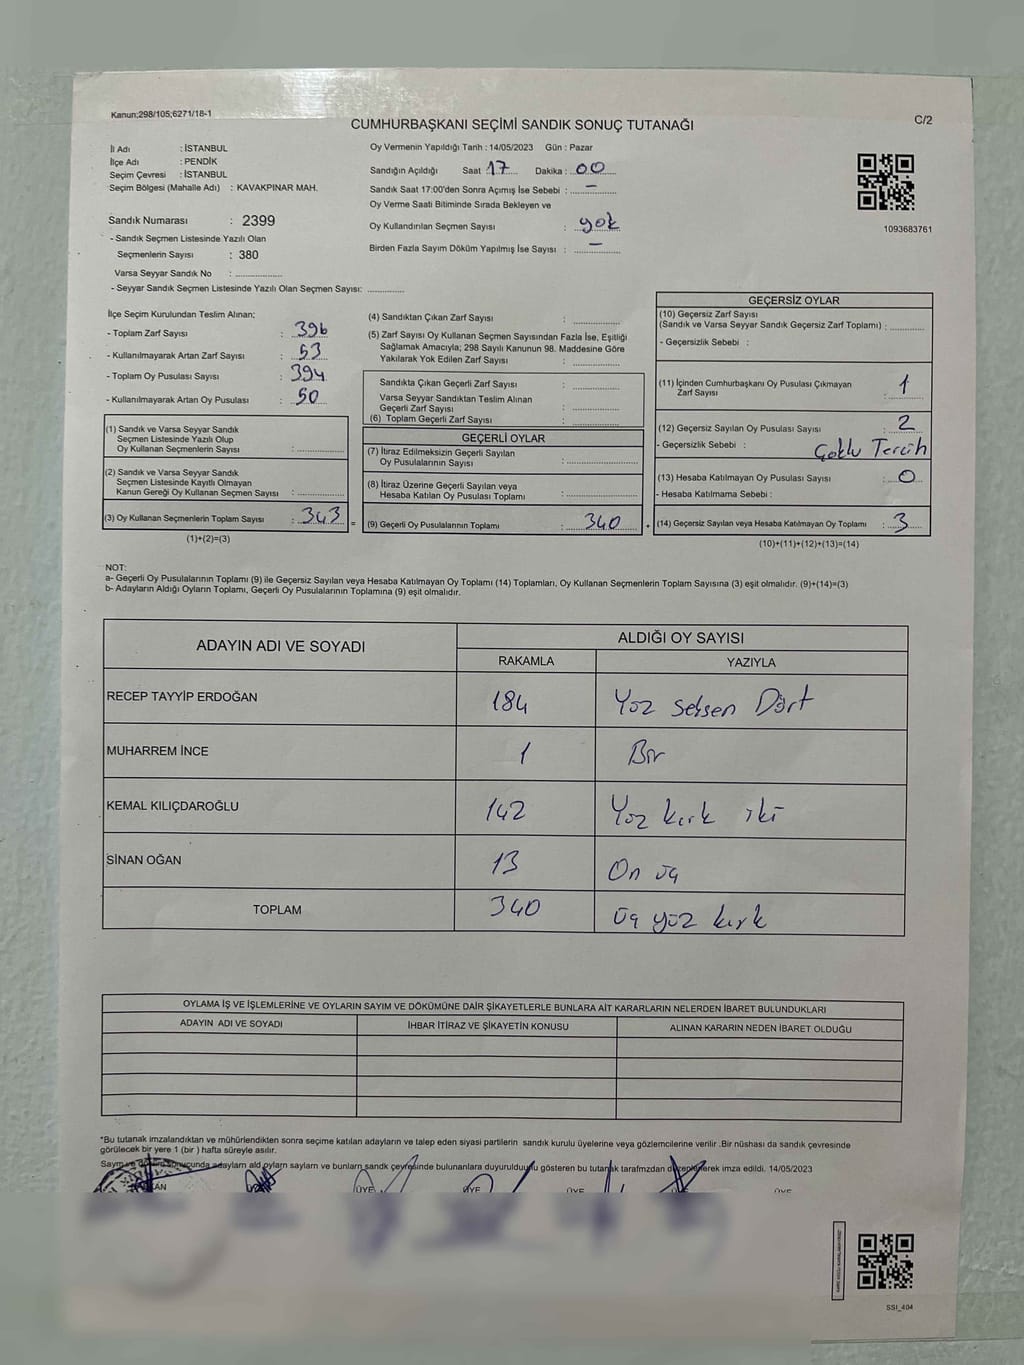 Kanun;298/105;6271/18-1
C/2
CUMHURBAŞKANI SEÇİMİ SANDIK SONUÇ TUTANAĞI
İl Adı : İSTANBUL
İlçe Adı : PENDİK
Seçim Çevresi : İSTANBUL
Seçim Bölgesi (Mahalle Adı) : KAVAKPINAR MAH.
Sandık Numarası : 2399
- Sandık Seçmen Listesinde Yazılı Olan
Seçmenlerin Sayısı : 380
Varsa Seyyar Sandık No :
- Seyyar Sandık Seçmen Listesinde Yazılı Olan Seçmen Sayısı:
Oy Vermenin Yapıldığı Tarih : 14/05/2023 Gün : Pazar
Sandığın Açıldığı Saat 17 Dakika : 00
Sandık Saat 17:00'den Sonra Açımış İse Sebebi : -
Oy Verme Saati Bitiminde Sırada Bekleyen ve
Oy Kullandırılan Seçmen Sayısı : yok
Birden Fazla Sayım Döküm Yapılmış İse Sayısı : -
1093683761
İlçe Seçim Kurulundan Teslim Alınan;
- Toplam Zarf Sayısı : 396
- Kullanılmayarak Artan Zarf Sayısı : 53
- Toplam Oy Pusulası Sayısı : 394
- Kullanılmayarak Artan Oy Pusulası : 50
(1) Sandık ve Varsa Seyyar Sandık
Seçmen Listesinde Yazılı Olup
Oy Kullanan Seçmenlerin Sayısı :
(2) Sandık ve Varsa Seyyar Sandık
Seçmen Listesinde Kayıtlı Olmayan
Kanun Gereği Oy Kullanan Seçmen Sayısı :
(3) Oy Kullanan Seçmenlerin Toplam Sayısı : 343 =
(1)+(2)=(3)
(4) Sandıktan Çıkan Zarf Sayısı :
(5) Zarf Sayısı Oy Kullanan Seçmen Sayısından Fazla İse, Eşitliği
Sağlamak Amacıyla; 298 Sayılı Kanunun 98. Maddesine Göre
Yakılarak Yok Edilen Zarf Sayısı :
Sandıkta Çıkan Geçerli Zarf Sayısı :
Varsa Seyyar Sandıktan Teslim Alınan
Geçerli Zarf Sayısı :
(6) Toplam Geçerli Zarf Sayısı :
GEÇERLİ OYLAR
(7) İtiraz Edilmeksizin Geçerli Sayılan
Oy Pusulalarının Sayısı :
(8) İtiraz Üzerine Geçerli Sayılan veya
Hesaba Katılan Oy Pusulası Toplamı :
(9) Geçerli Oy Pusulalarının Toplamı : 340 +
GEÇERSİZ OYLAR
(10) Geçersiz Zarf Sayısı
(Sandık ve Varsa Seyyar Sandık Geçersiz Zarf Toplamı) :
- Geçersizlik Sebebi :
(11) İçinden Cumhurbaşkanı Oy Pusulası Çıkmayan
Zarf Sayısı : 1
(12) Geçersiz Sayılan Oy Pusulası Sayısı : 2
- Geçersizlik Sebebi : Çoklu Tercih
(13) Hesaba Katılmayan Oy Pusulası Sayısı : 0
- Hesaba Katılmama Sebebi :
(14) Geçersiz Sayılan veya Hesaba Katılmayan Oy Toplamı : 3
(10)+(11)+(12)+(13)=(14)
NOT:
a- Geçerli Oy Pusulalarının Toplamı (9) ile Geçersiz Sayılan veya Hesaba Katılmayan Oy Toplamı (14) Toplamları, Oy Kullanan Seçmenlerin Toplam Sayısına (3) eşit olmalıdır. (9)+(14)=(3)
b- Adayların Aldığı Oyların Toplamı, Geçerli Oy Pusulalarının Toplamına (9) eşit olmalıdır.
ADAYIN ADI VE SOYADI
ALDIĞI OY SAYISI
RAKAMLA YAZIYLA
RECEP TAYYİP ERDOĞAN 184 Yüz seksen Dört
MUHARREM İNCE 1 Bir
KEMAL KILIÇDAROĞLU 142 Yüz kırk iki
SİNAN OĞAN 13 On üç
TOPLAM 340 üç yüz kırk
OYLAMA İŞ VE İŞLEMLERİNE VE OYLARIN SAYIM VE DÖKÜMÜNE DAİR ŞİKAYETLERLE BUNLARA AİT KARARLARIN NELERDEN İBARET BULUNDUKLARI
ADAYIN ADI VE SOYADI İHBAR İTİRAZ VE ŞİKAYETİN KONUSU ALINAN KARARIN NEDEN İBARET OLDUĞU
*Bu tutanak imzalandıktan ve mühürlendikten sonra seçime katılan adayların ve talep eden siyasi partilerin sandık kurulu üyelerine veya gözlemcilerine verilir .Bir nüshası da sandık çevresinde
görülecek bir yere 1 (bir ) hafta süreyle asılır.
Sayım ve döküm sonucunda adayların aldı oyların sayıların ve bunların sandk çevresinde bulunanlara duyurulduunu gösteren bu tutanak tarafmzdan düzenlenerek imza edildi. 14/05/2023
ÜYE ÜYE ÜYE ÜYE
SSI_404